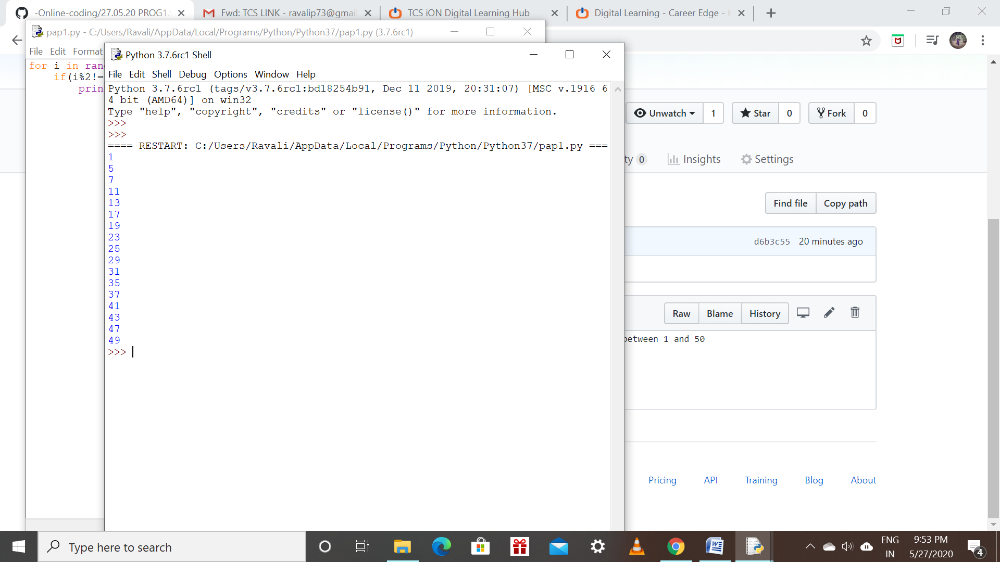 -Online-coding/27.05.20 PROG1.
Fwd: TCS LINK - ravalip73@gmai
TCS iON Digital Learning Hub
Digital Learning - Career Edge -
pap1.py - C:/Users/Ravali/AppData/Local/Programs/Python/Python37/pap1.py (3.7.6rc1)
File Edit Format
for i in ran
if(i%2!=
prin
Python 3.7.6rc1 Shell
File Edit Shell Debug Options Window Help
Python 3.7.6rc1 (tags/v3.7.6rc1:bd18254b91, Dec 11 2019, 20:31:07) [MSC v.1916 6
4 bit (AMD64)] on win32
Type "help", "copyright", "credits" or "license()" for more information.
>>>
>>>
==== RESTART: C:/Users/Ravali/AppData/Local/Programs/Python/Python37/pap1.py ===
1
5
7
11
13
17
19
23
25
29
31
35
37
41
43
47
49
>>>
Unwatch 1 Star 0 Fork 0
ty 0 Insights Settings
Find file Copy path
d6b3c55 20 minutes ago
Raw Blame History
between 1 and 50
Pricing API Training Blog About
Type here to search
ENG
IN
9:53 PM
5/27/2020
4